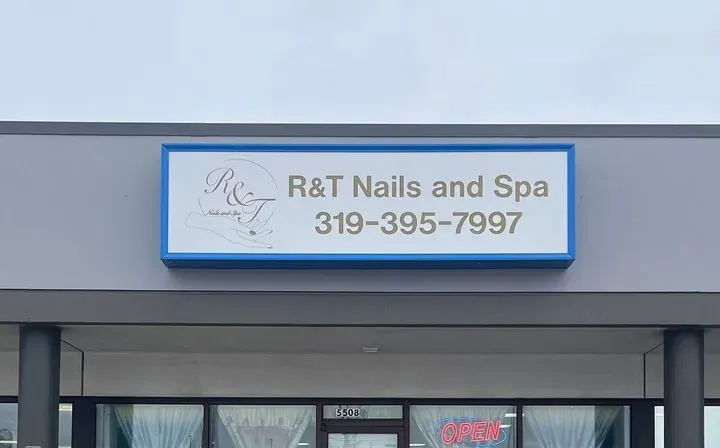 R&T
Nails and Spa
R&T Nails and Spa
319-395-7997
5508
OPEN